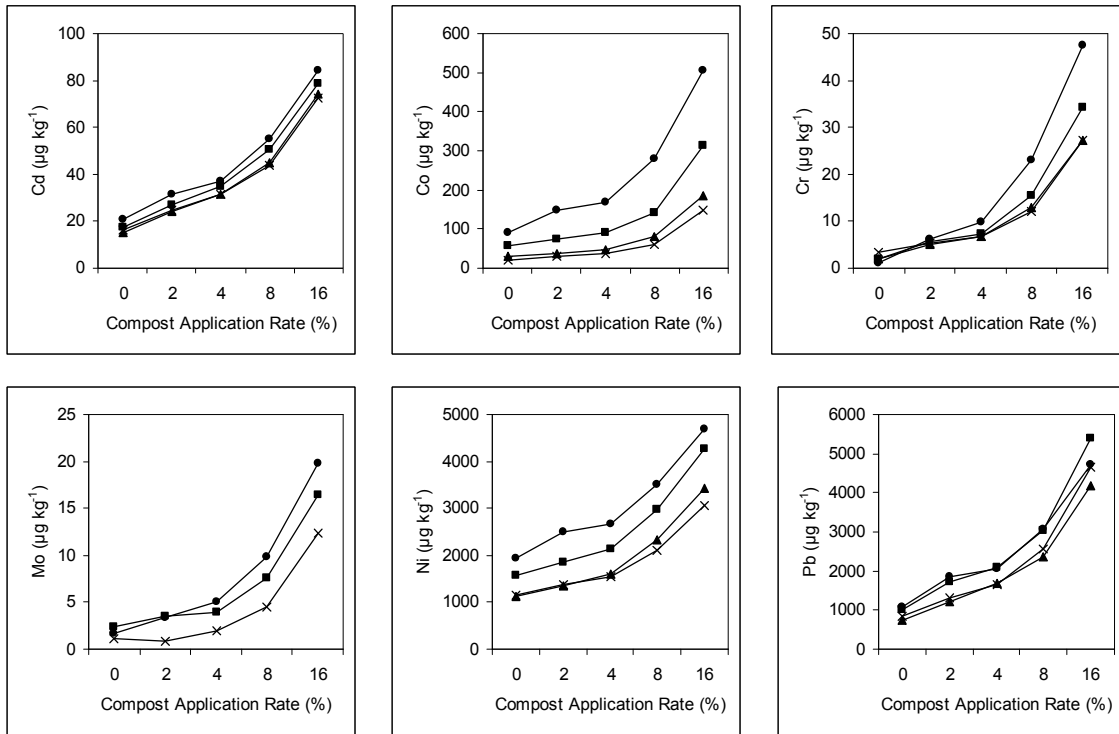 100
80
60
40
20
0
Cd (µg kg-1)
0 2 4 8 16
Compost Application Rate (%)
600
500
400
300
200
100
0
Co (µg kg-1)
0 2 4 8 16
Compost Application Rate (%)
50
40
30
20
10
0
Cr (µg kg-1)
0 2 4 8 16
Compost Application Rate (%)
25
20
15
10
5
0
Mo (µg kg-1)
0 2 4 8 16
Compost Application Rate (%)
5000
4000
3000
2000
1000
0
Ni (µg kg-1)
0 2 4 8 16
Compost Application Rate (%)
6000
5000
4000
3000
2000
1000
0
Pb (µg kg-1)
0 2 4 8 16
Compost Application Rate (%)